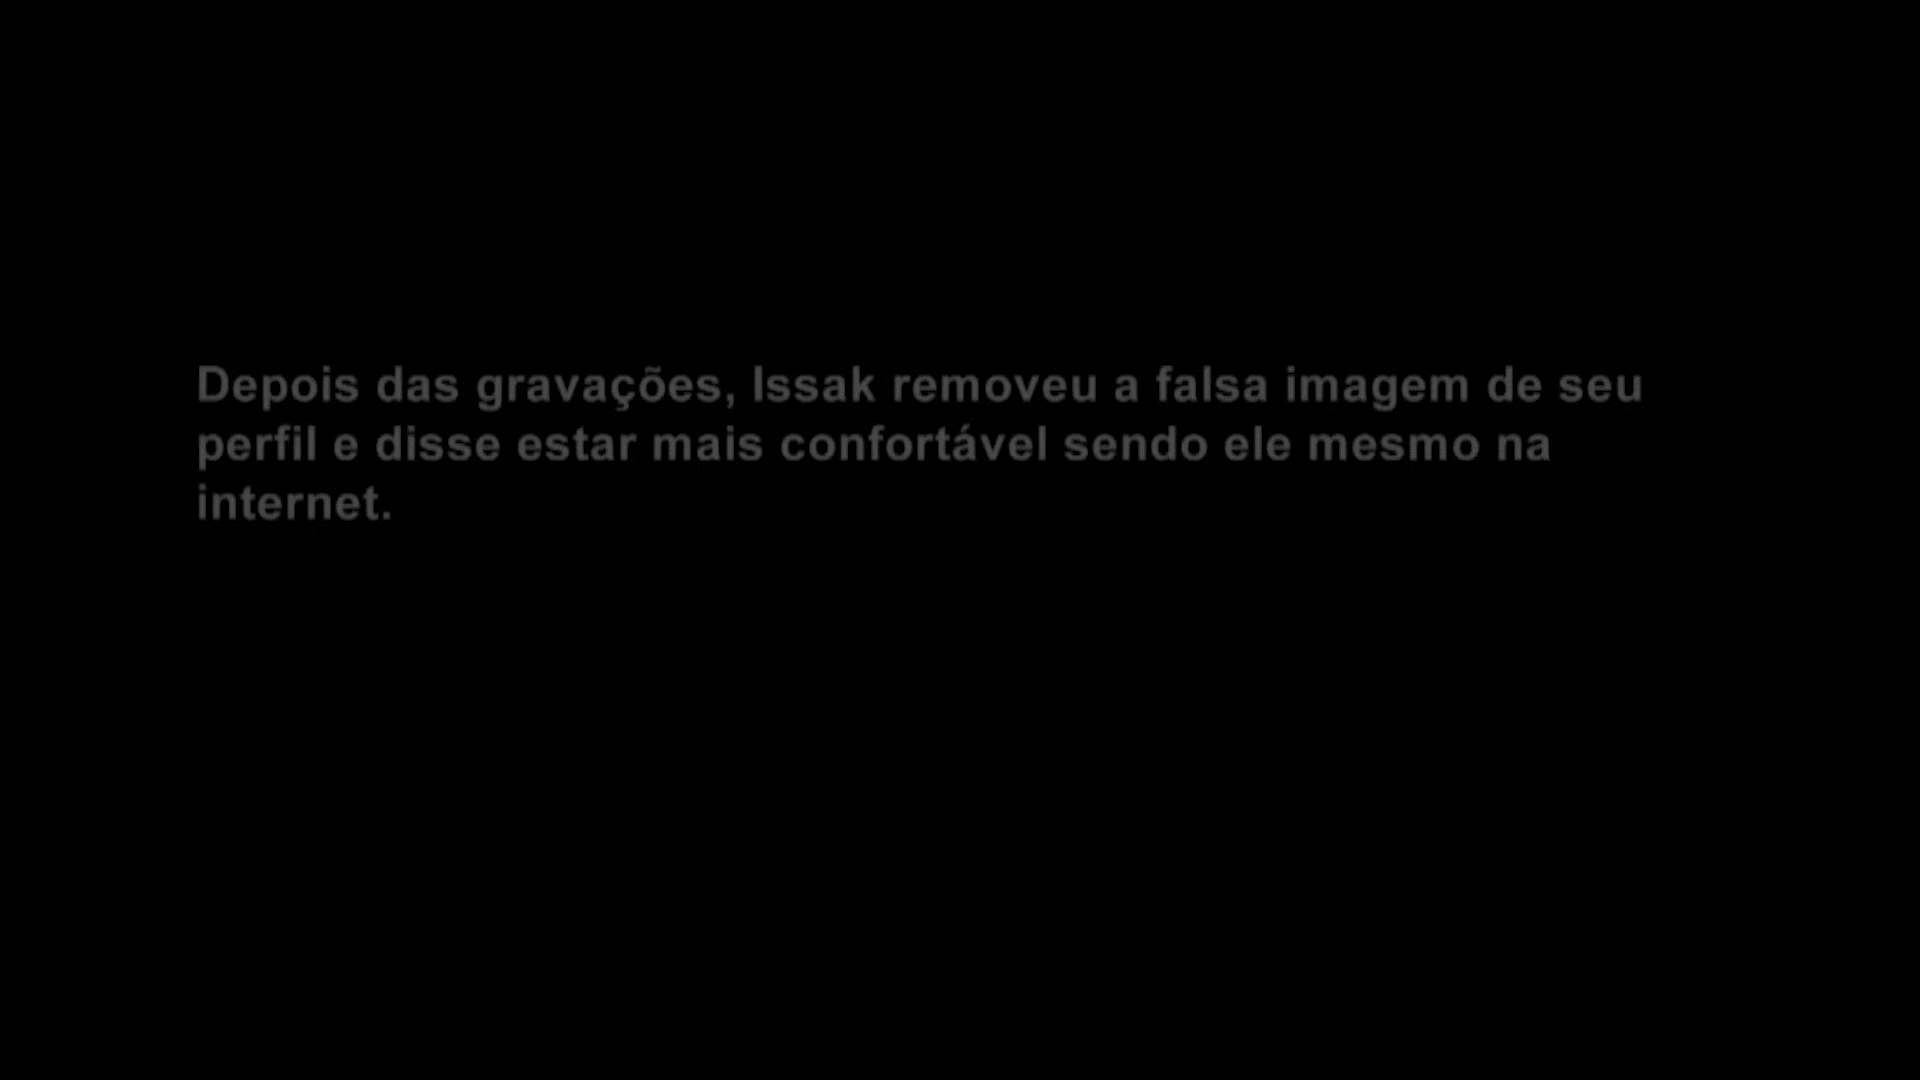 Depois das gravações, Issak removeu a falsa imagem de seu
perfil e disse estar mais confortável sendo ele mesmo na
internet.